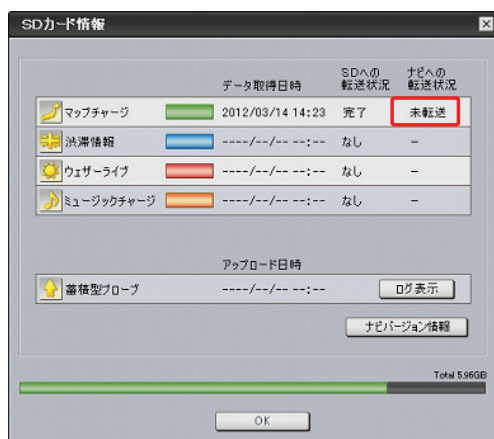 SDカード情報
データ取得日時 SDへの転送状況 ナビへの転送状況
マップチャージ 2012/03/14 14:23 完了 未転送
渋滞情報 ----/--/-- --:-- なし －
ウェザーライブ ----/--/-- --:-- なし －
ミュージックチャージ ----/--/-- --:-- なし －
アップロード日時
蓄積型プローブ ----/--/-- --:-- ログ表示
ナビバージョン情報
Total 5.96GB
OK